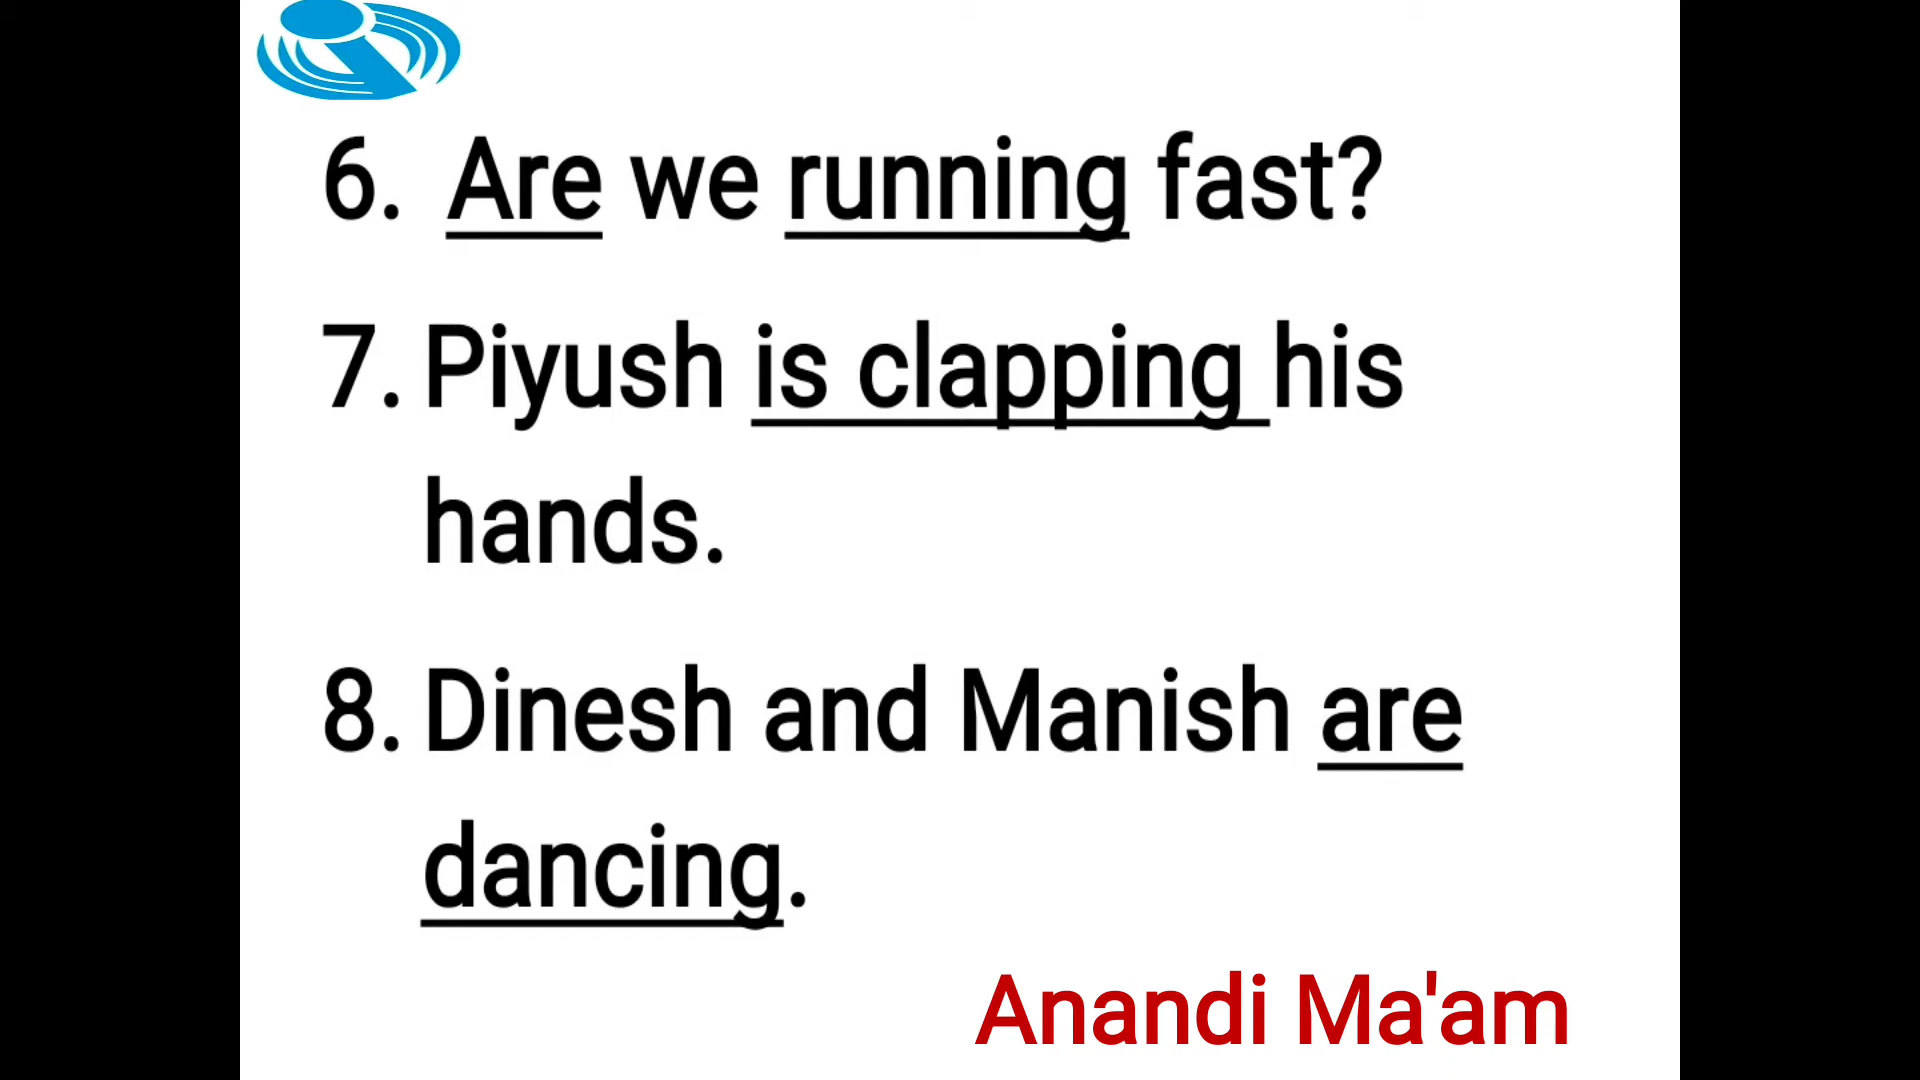 6. Are we running fast?
7. Piyush is clapping his
hands.
8. Dinesh and Manish are
dancing.
Anandi Ma'am